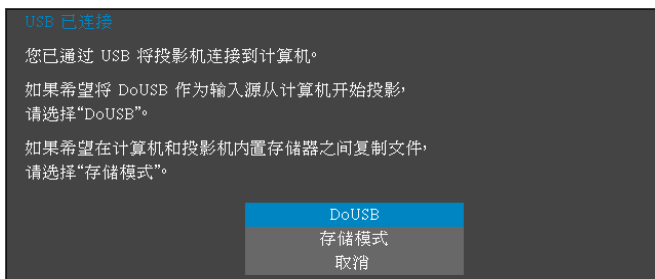 USB 已连接
您已通过 USB 将投影机连接到计算机。
如果希望将 DoUSB 作为输入源从计算机开始投影，
请选择“DoUSB”。
如果希望在计算机和投影机内置存储器之间复制文件，
请选择“存储模式”。
DoUSB
存储模式
取消